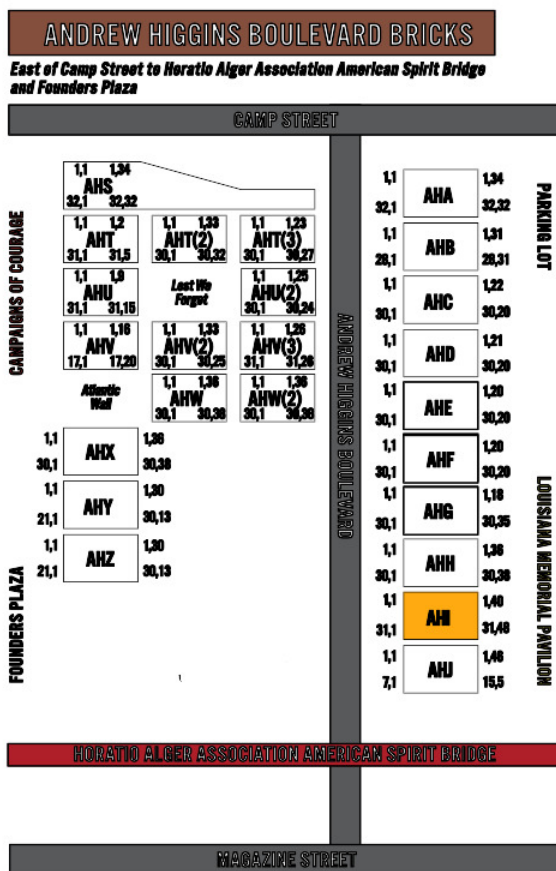 ANDREW HIGGINS BOULEVARD BRICKS
East of Camp Street to Horatio Alger Association American Spirit Bridge
and Founders Plaza
CAMP STREET
CAMPAIGNS OF COURAGE
FOUNDERS PLAZA
1,1 1,34
AHS
32,1 32,32
1,1 1,2
AHT
31,1 31,5
1,1 1,33
AHT(2)
30,1 30,32
1,1 1,23
AHT(3)
30,1 30,27
1,1 1,9
AHU
31,1 31,15
Lest We
Forget
1,1 1,25
AHU(2)
30,1 30,24
1,1 1,16
AHV
17,1 17,20
1,1 1,33
AHV(2)
30,1 30,25
1,1 1,26
AHV(3)
31,1 31,26
Atlantic
Wall
1,1 1,36
AHW
30,1 30,38
1,1 1,36
AHW(2)
30,1 30,38
1,1 1,36
AHX
30,1 30,38
1,1 1,30
AHY
21,1 30,13
1,1 1,30
AHZ
21,1 30,13
ANDREW HIGGINS BOULEVARD
1,1 1,34
AHA
32,1 32,32
1,1 1,31
AHB
28,1 28,31
1,1 1,22
AHC
30,1 30,20
1,1 1,21
AHD
30,1 30,20
1,1 1,20
AHE
30,1 30,20
1,1 1,20
AHF
30,1 30,20
1,1 1,18
AHG
30,1 30,35
1,1 1,36
AHH
30,1 30,38
1,1 1,40
AHI
31,1 31,48
1,1 1,46
AHJ
7,1 15,5
PARKING LOT
LOUISIANA MEMORIAL PAVILION
HORATIO ALGER ASSOCIATION AMERICAN SPIRIT BRIDGE
MAGAZINE STREET